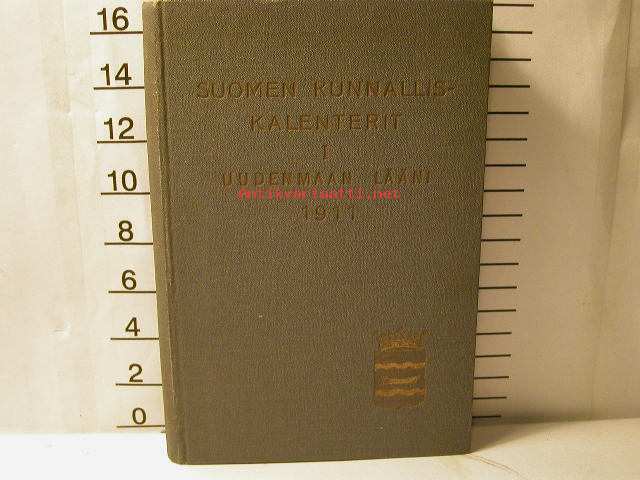 16
14
12
10
8
6
4
2
0
SUOMEN KUNNALLIS-
KALENTERIT
I
UUDENMAAN LÄÄNI
Antikvariaatti.net
1911